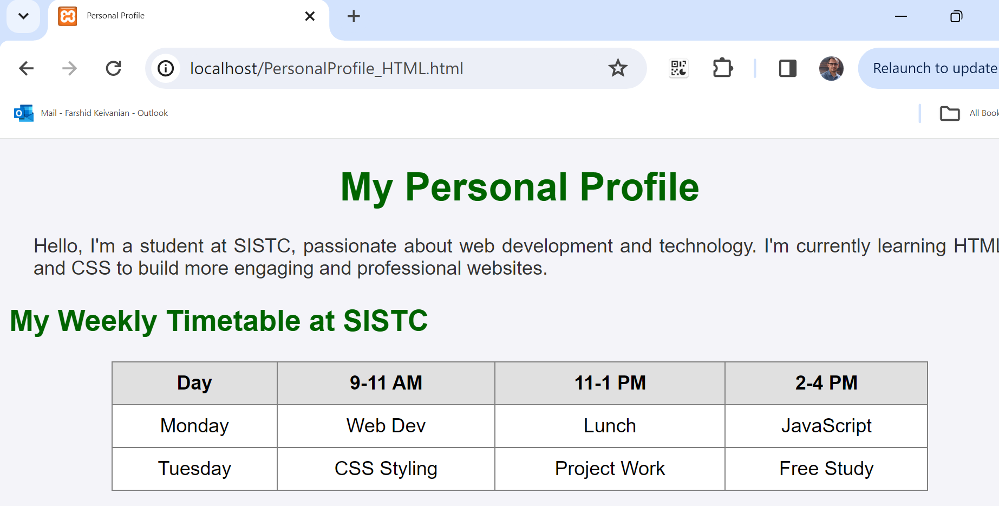 Personal Profile
localhost/PersonalProfile_HTML.html
Relaunch to update
Mail - Farshid Keivanian - Outlook
All Book
My Personal Profile
Hello, I'm a student at SISTC, passionate about web development and technology. I'm currently learning HTML
and CSS to build more engaging and professional websites.
My Weekly Timetable at SISTC
Day 9-11 AM 11-1 PM 2-4 PM
Monday Web Dev Lunch JavaScript
Tuesday CSS Styling Project Work Free Study